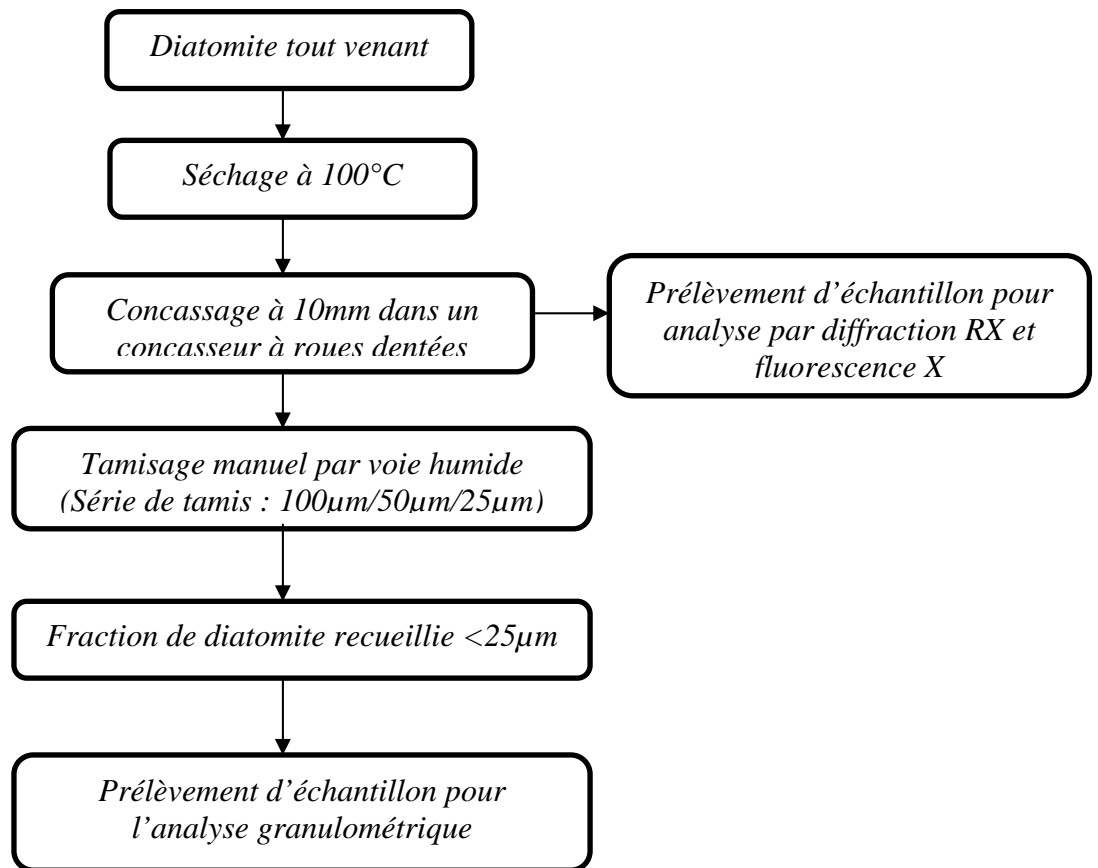 Diatomite tout venant
Séchage à 100°C
Concassage à 10mm dans un
concasseur à roues dentées
Prélèvement d’échantillon pour
analyse par diffraction RX et
fluorescence X
Tamisage manuel par voie humide
(Série de tamis : 100µm/50µm/25µm)
Fraction de diatomite recueillie <25µm
Prélèvement d’échantillon pour
l’analyse granulométrique